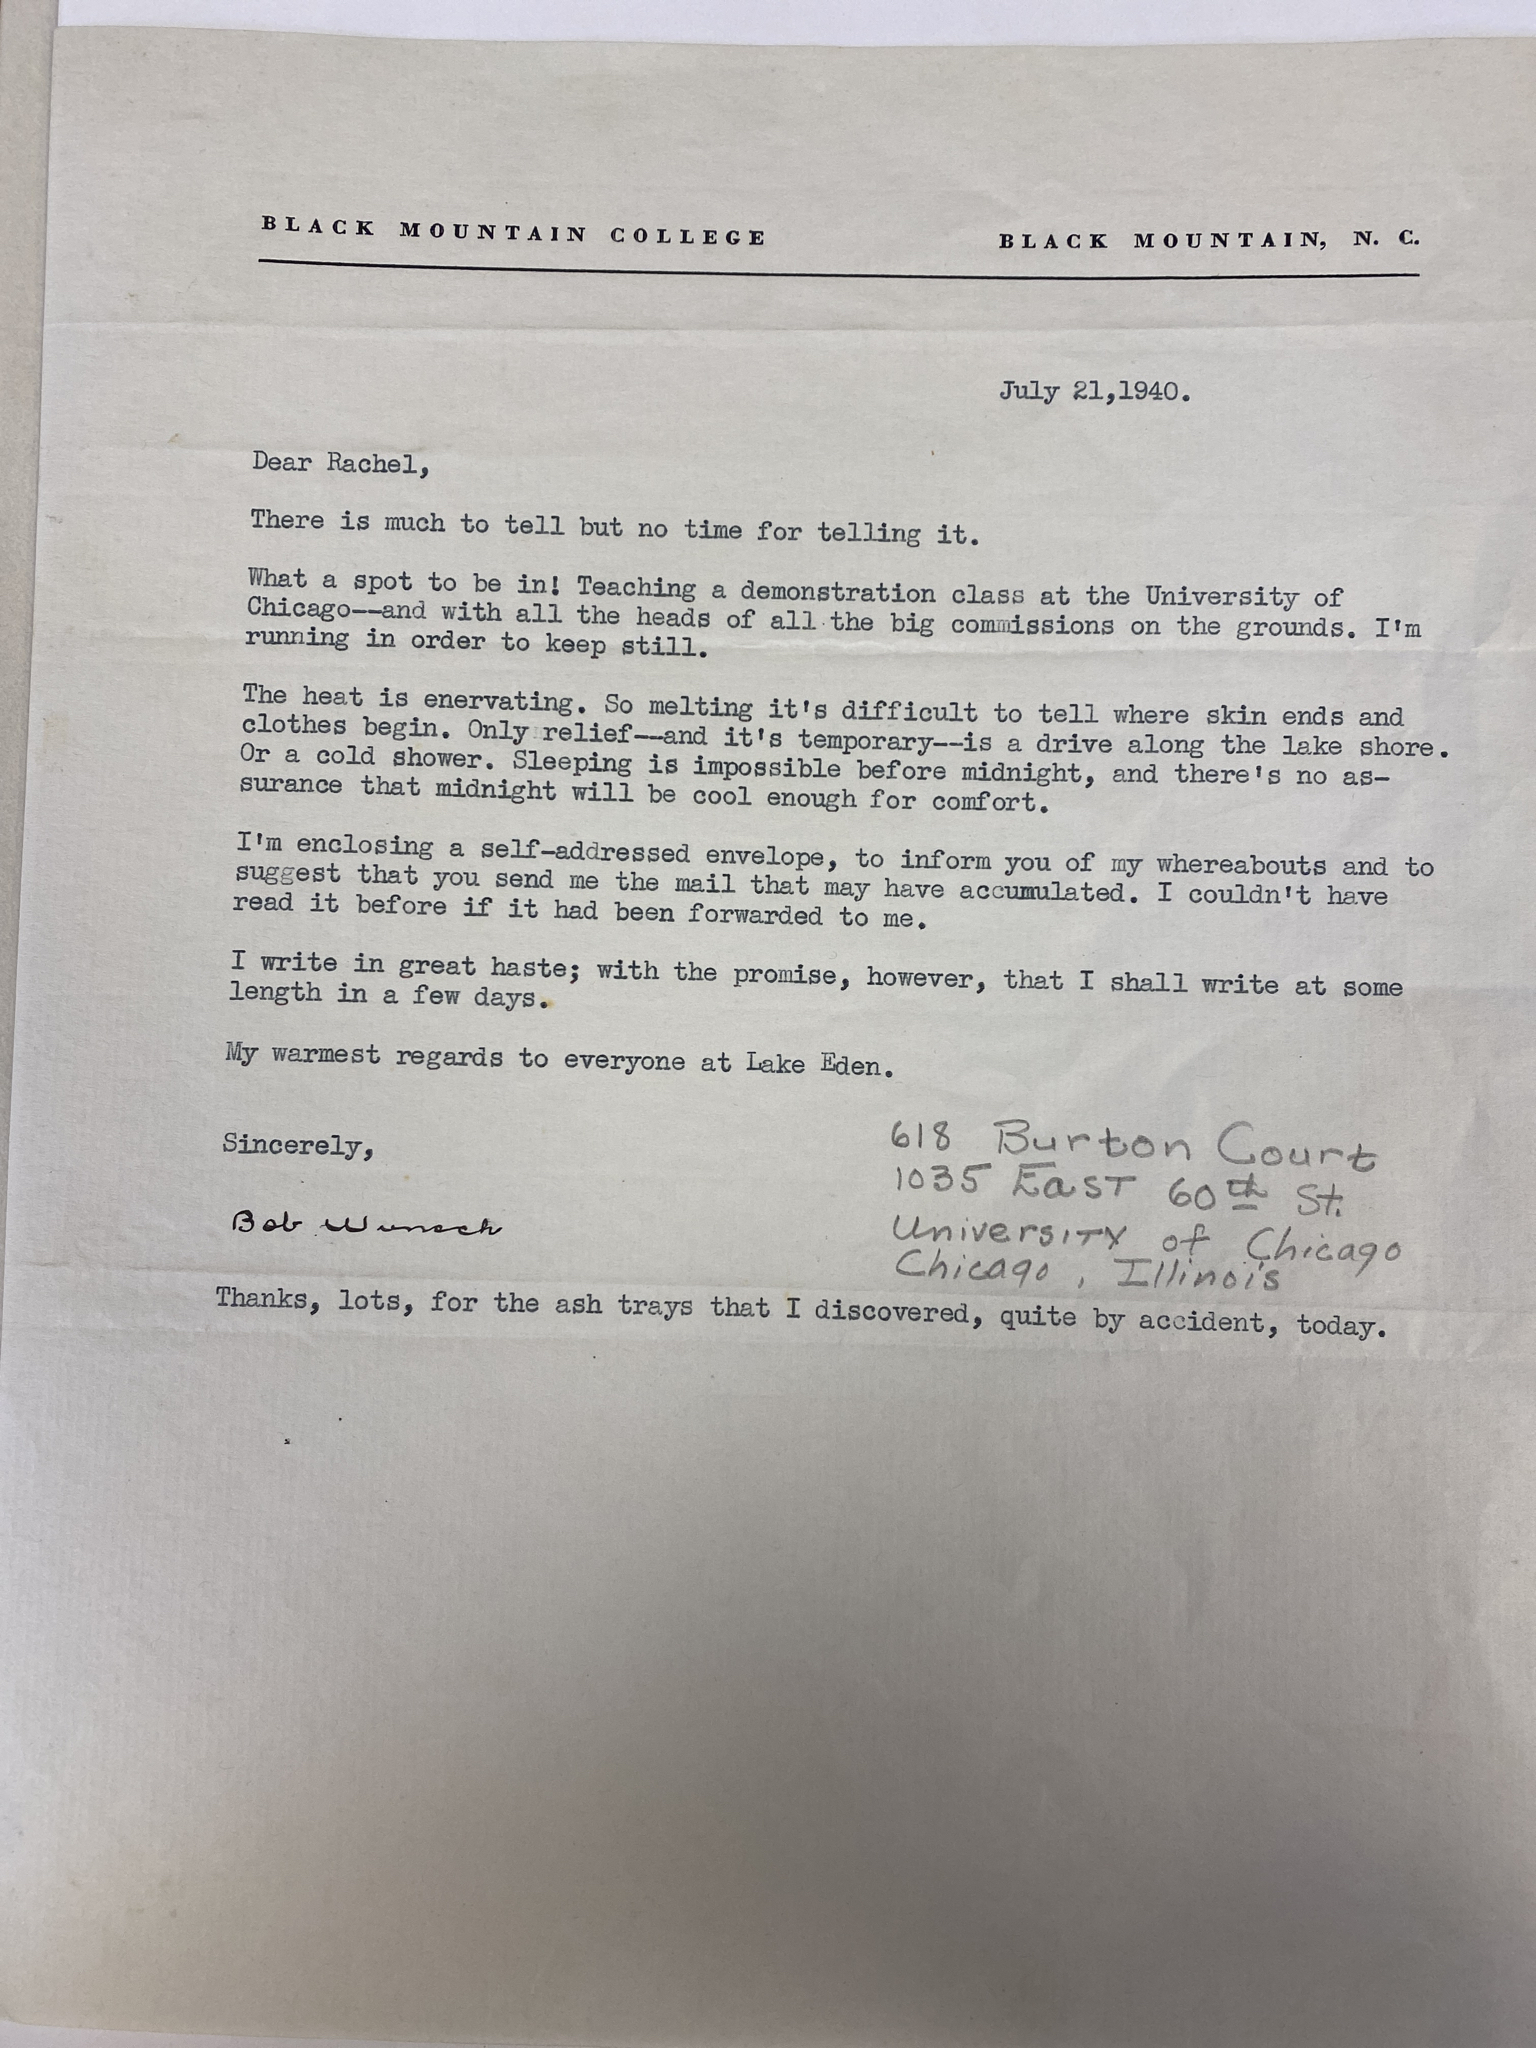 BLACK MOUNTAIN COLLEGE BLACK MOUNTAIN, N. C.
July 21,1940.
Dear Rachel,
There is much to tell but no time for telling it.
What a spot to be in! Teaching a demonstration class at the University of
Chicago--and with all the heads of all the big commissions on the grounds. I'm
running in order to keep still.
The heat is enervating. So melting it's difficult to tell where skin ends and
clothes begin. Only relief--and it's temporary--is a drive along the lake shore.
Or a cold shower. Sleeping is impossible before midnight, and there's no as-
surance that midnight will be cool enough for comfort.
I'm enclosing a self-addressed envelope, to inform you of my whereabouts and to
suggest that you send me the mail that may have accumulated. I couldn't have
read it before if it had been forwarded to me.
I write in great haste; with the promise, however, that I shall write at some
length in a few days.
My warmest regards to everyone at Lake Eden.
Sincerely,
Bob Wunsch
618 Burton Court
1035 East 60th St.
University of Chicago
Chicago, Illinois
Thanks, lots, for the ash trays that I discovered, quite by accident, today.